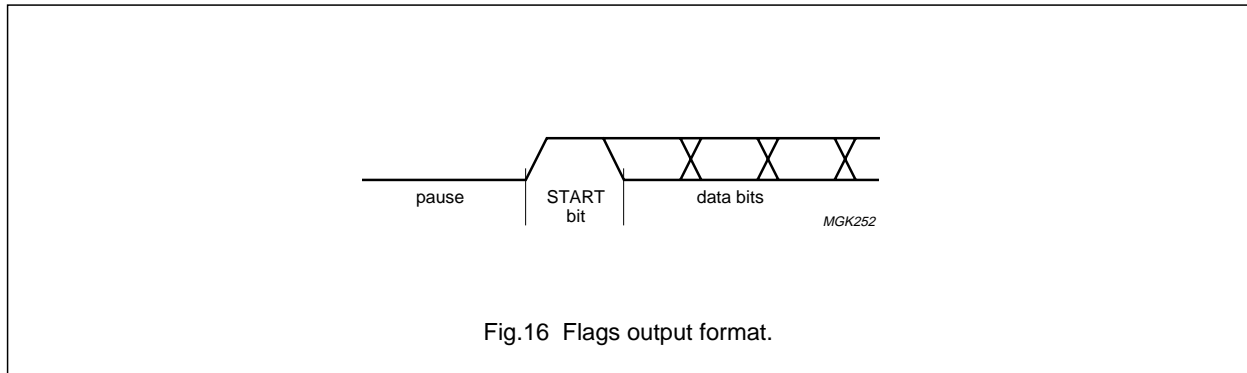 pause
START
bit
data bits
MGK252
Fig.16 Flags output format.